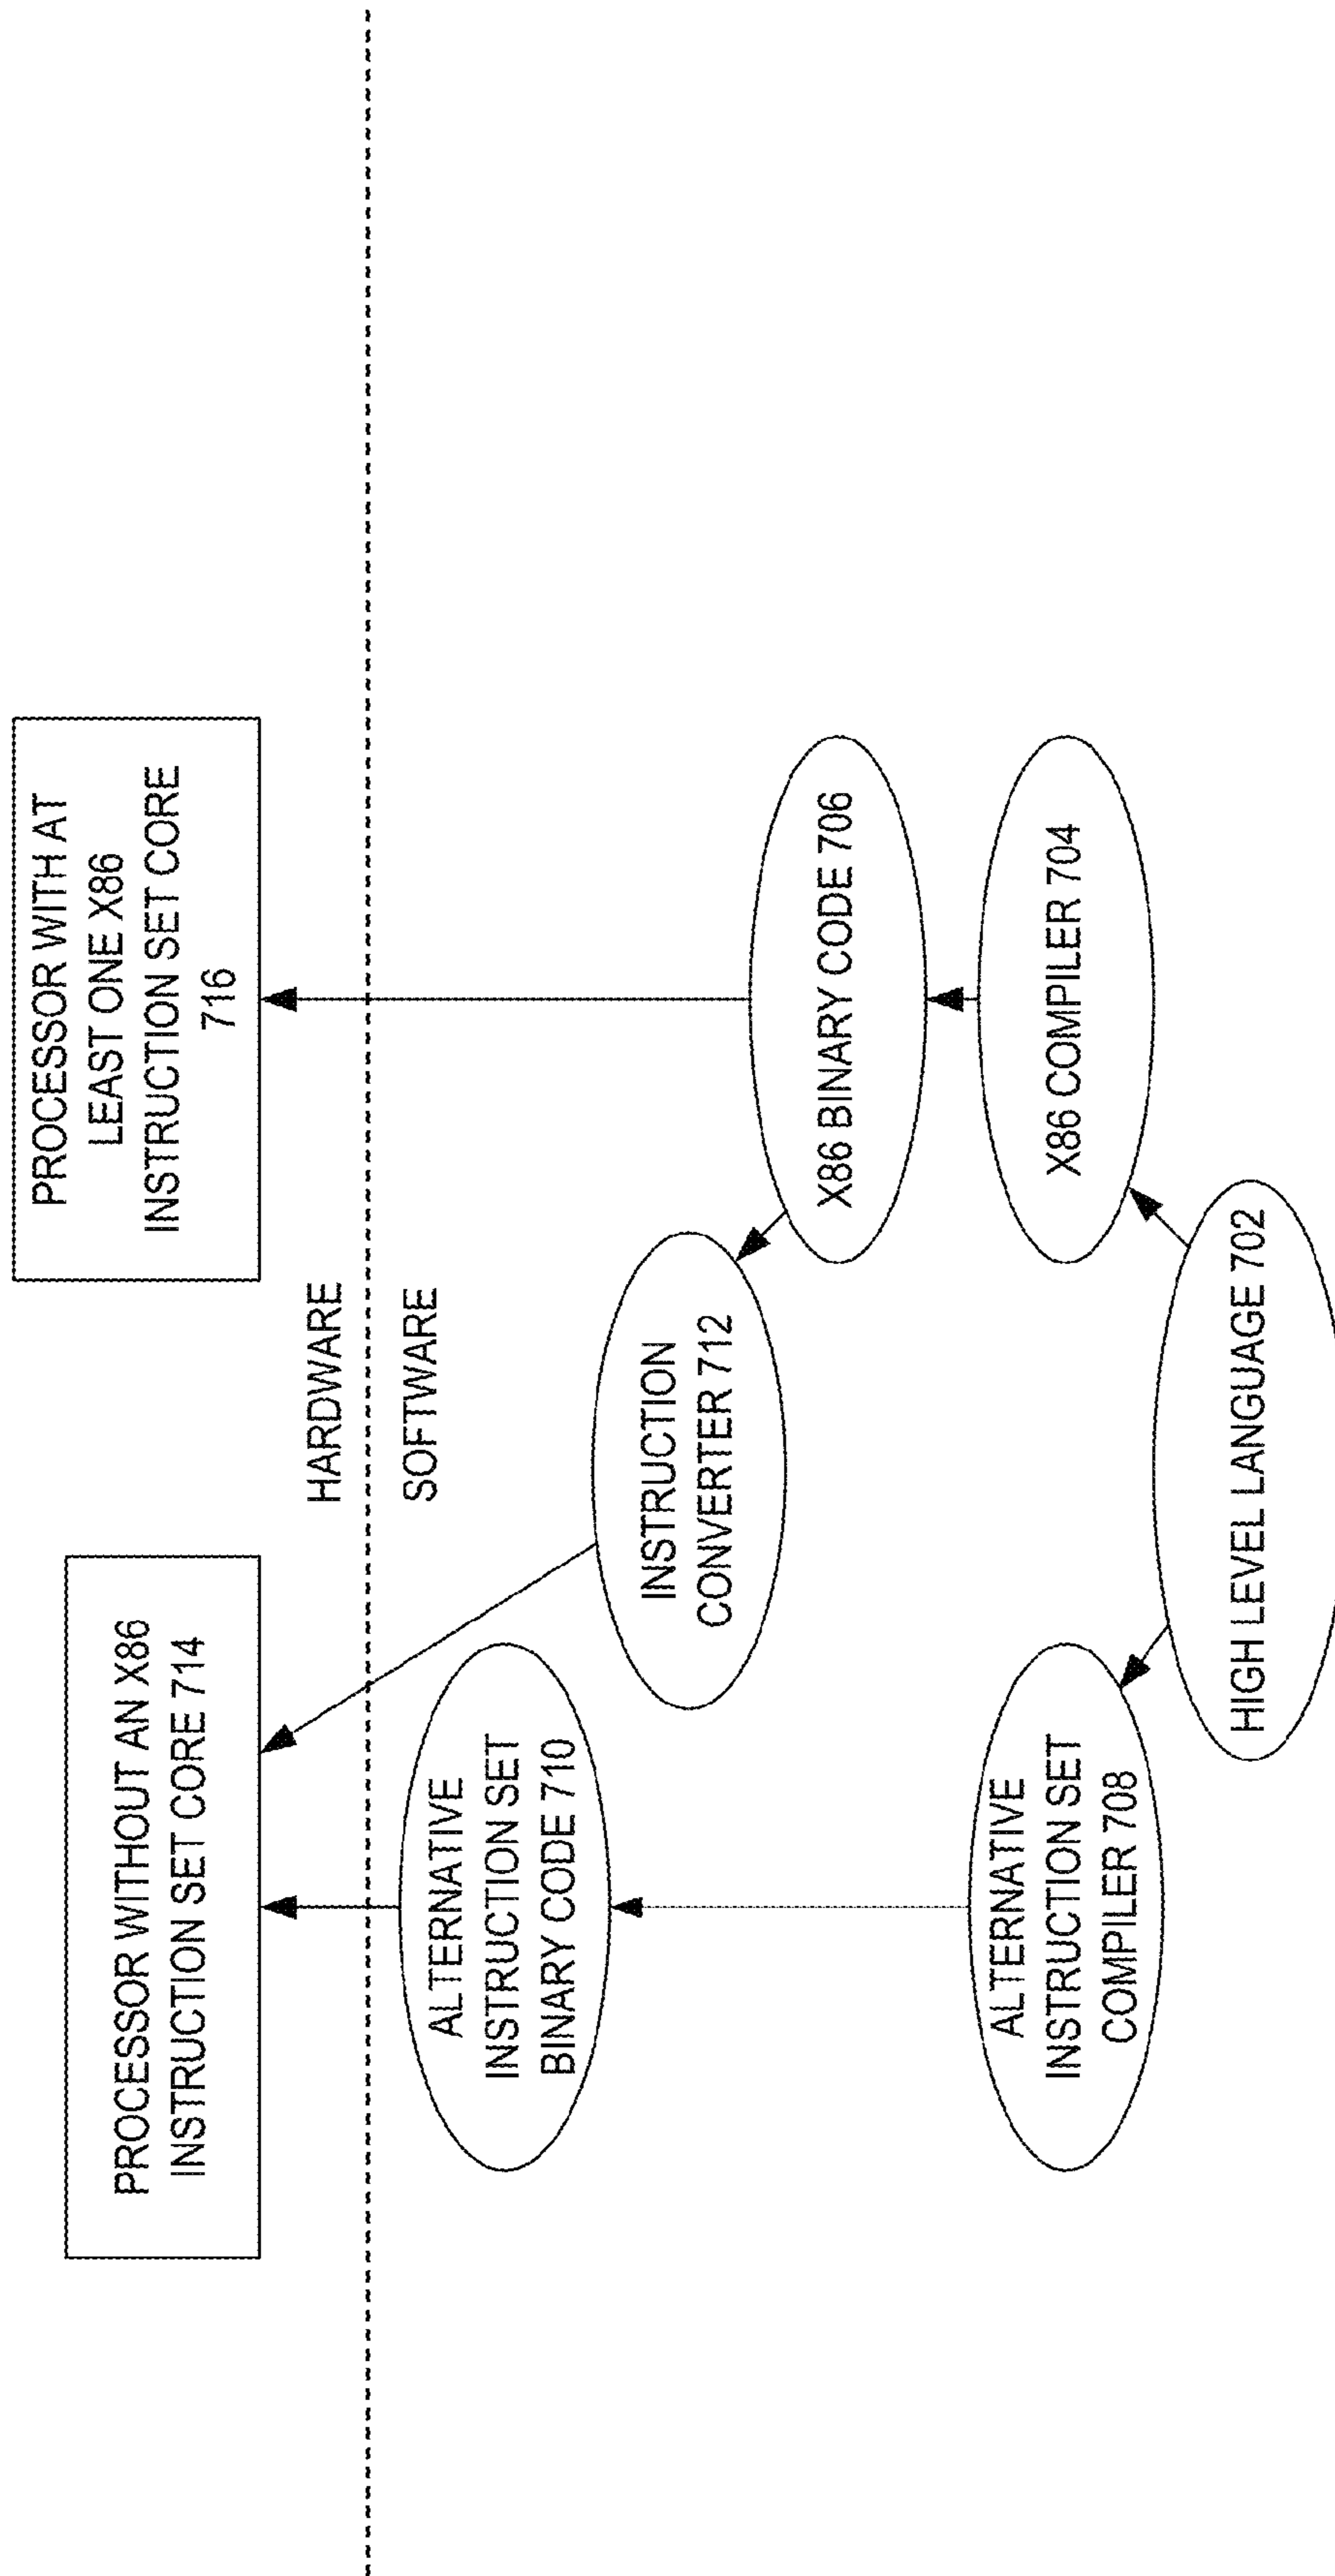 PROCESSOR WITHOUT AN X86
INSTRUCTION SET CORE 714
PROCESSOR WITH AT
LEAST ONE X86
INSTRUCTION SET CORE
716
HARDWARE
SOFTWARE
ALTERNATIVE
INSTRUCTION SET
BINARY CODE 710
INSTRUCTION
CONVERTER 712
X86 BINARY CODE 706
ALTERNATIVE
INSTRUCTION SET
COMPILER 708
X86 COMPILER 704
HIGH LEVEL LANGUAGE 702